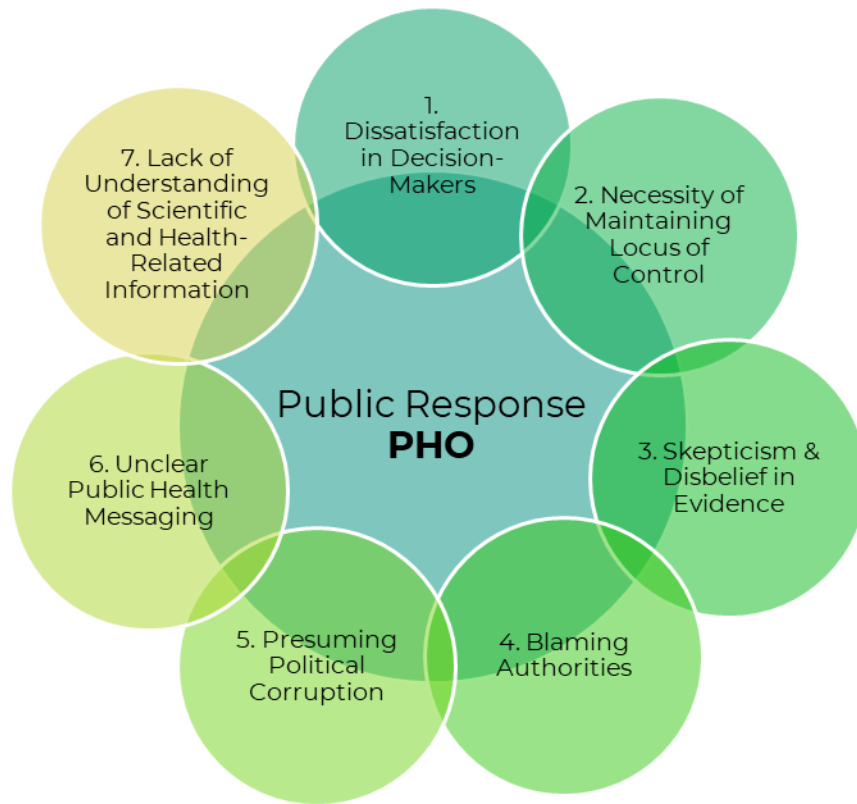 1.
Dissatisfaction
in Decision-
Makers
2. Necessity of
Maintaining
Locus of
Control
3. Skepticism &
Disbelief in
Evidence
4. Blaming
Authorities
5. Presuming
Political
Corruption
6. Unclear
Public Health
Messaging
7. Lack of
Understanding
of Scientific
and Health-
Related
Information
Public Response
PHO